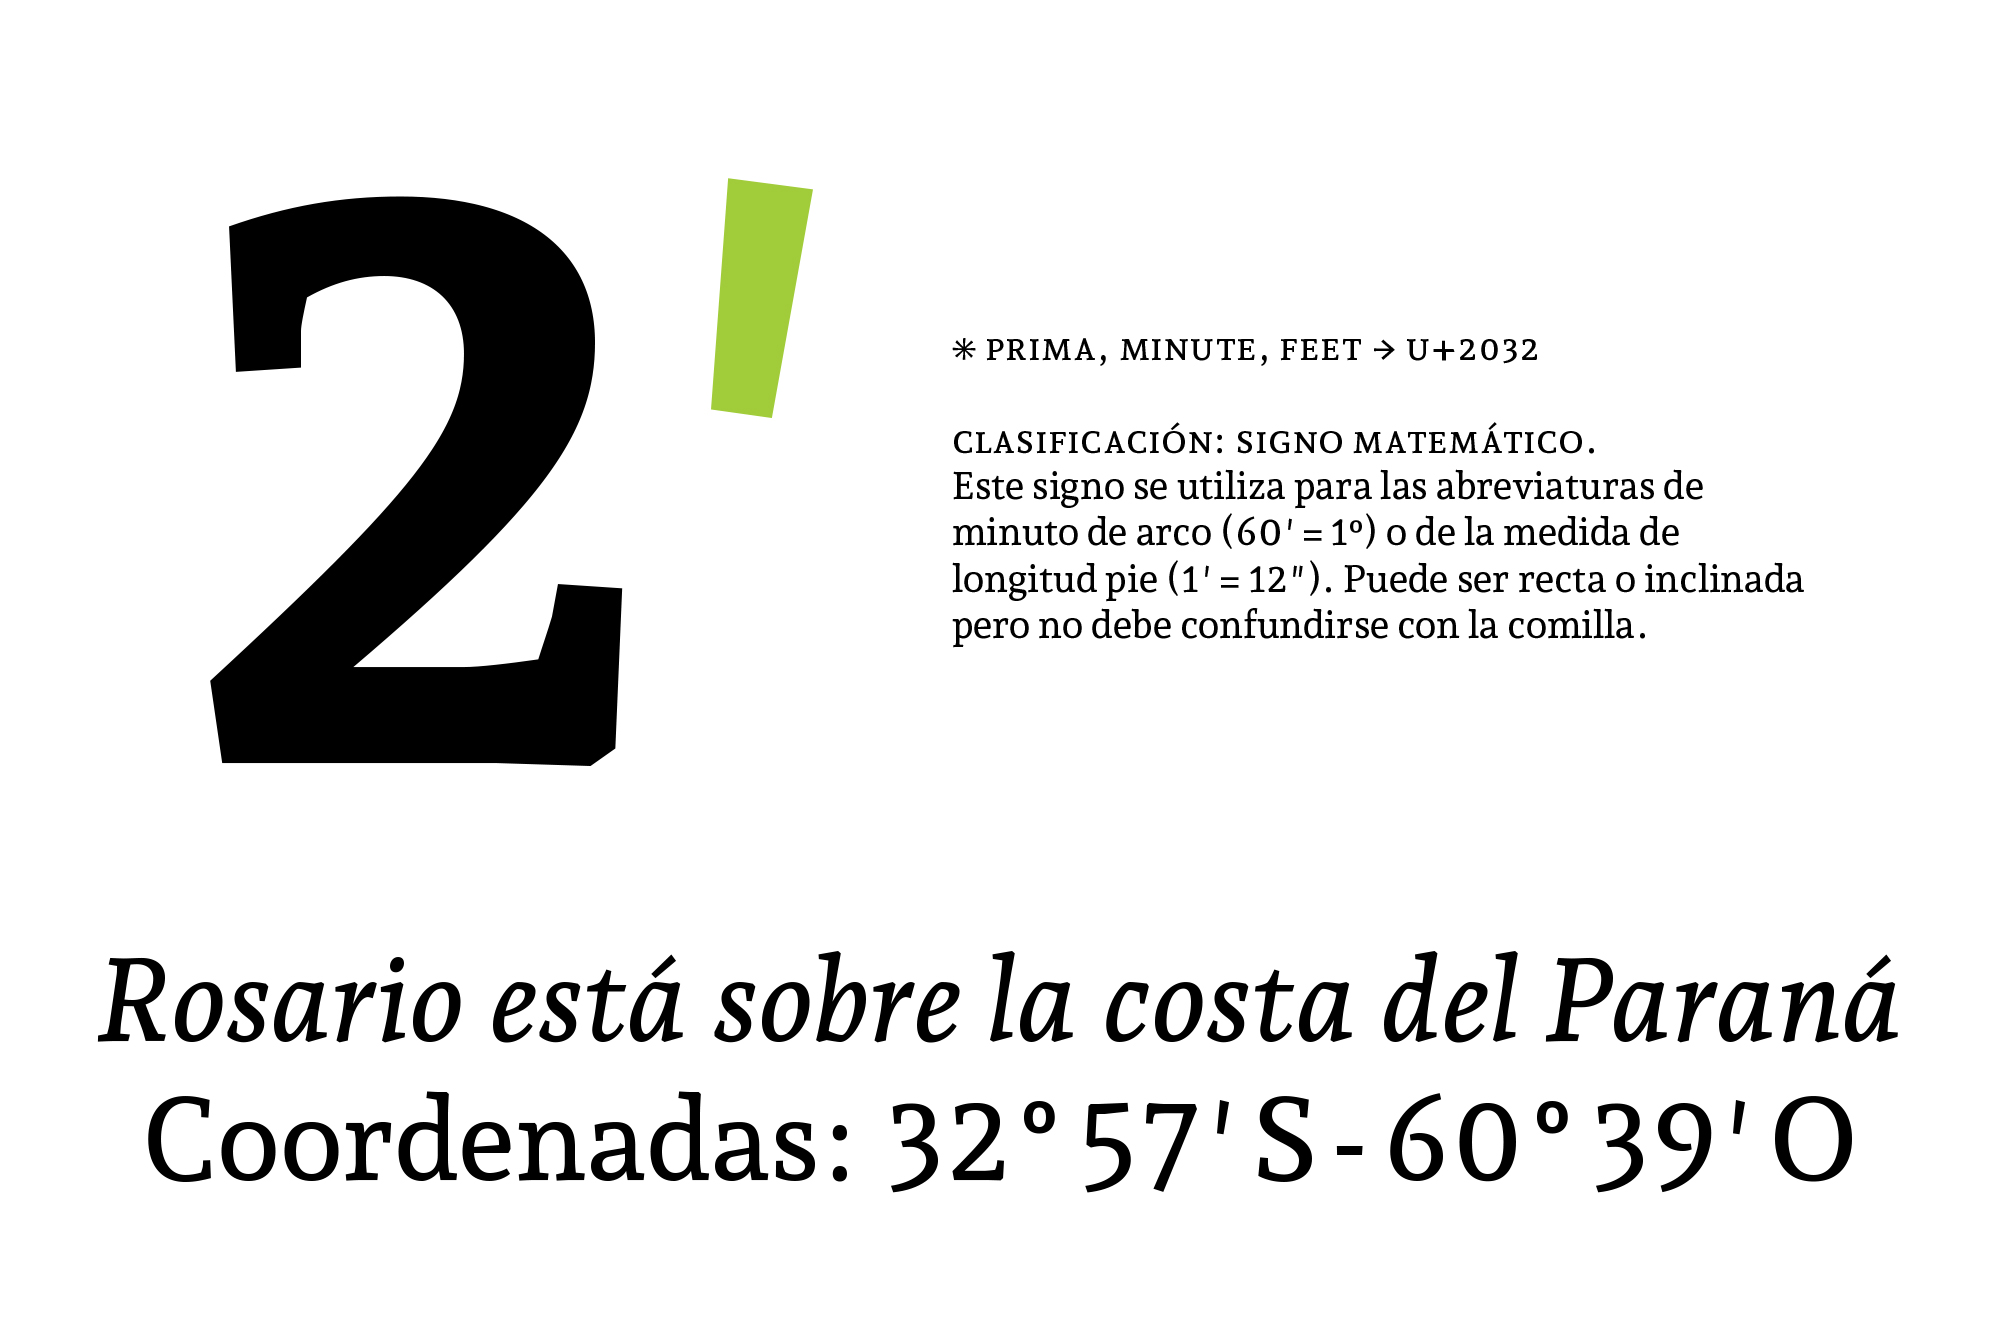 2′
✳ PRIMA, MINUTE, FEET → U+2032
CLASIFICACIÓN: SIGNO MATEMÁTICO.
Este signo se utiliza para las abreviaturas de
minuto de arco (60′ = 1º) o de la medida de
longitud pie (1′ = 12″). Puede ser recta o inclinada
pero no debe confundirse con la comilla.
Rosario está sobre la costa del Paraná
Coordenadas: 32° 57′ S - 60° 39′ O